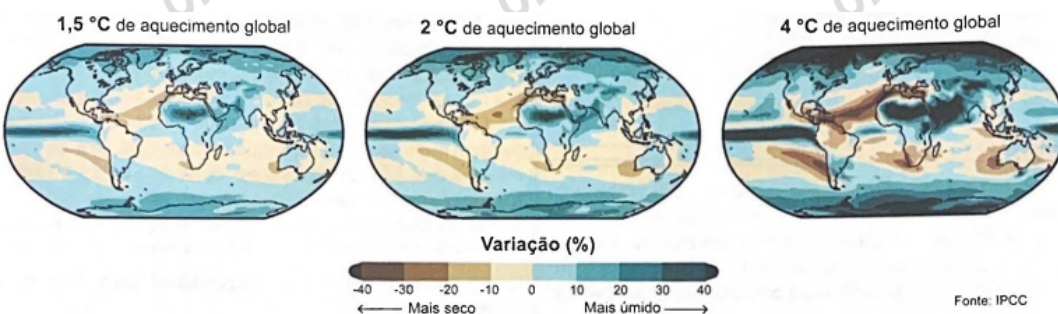 1,5 °C de aquecimento global
2 °C de aquecimento global
4 °C de aquecimento global
Variação (%)
-40 -30 -20 -10 0 10 20 30 40
← Mais seco Mais úmido →
Fonte: IPCC